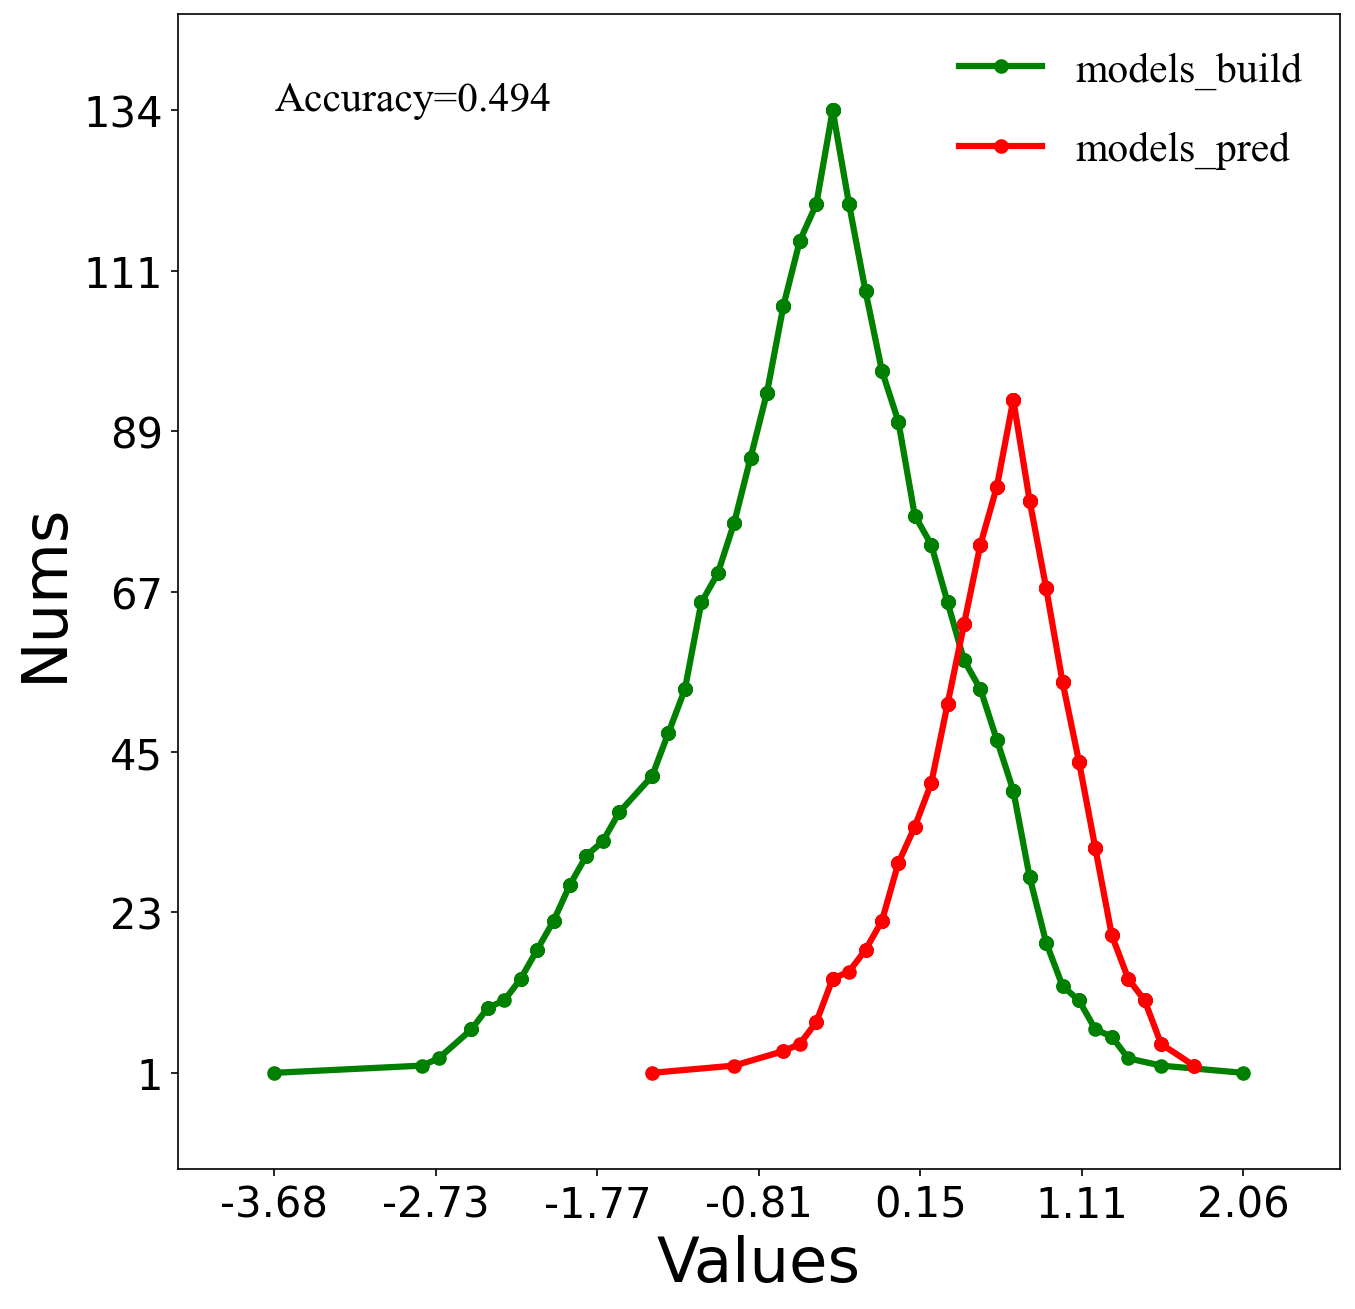 Accuracy=0.494
models_build
models_pred
134
111
89
67
45
23
1
Nums
-3.68 -2.73 -1.77 -0.81 0.15 1.11 2.06
Values